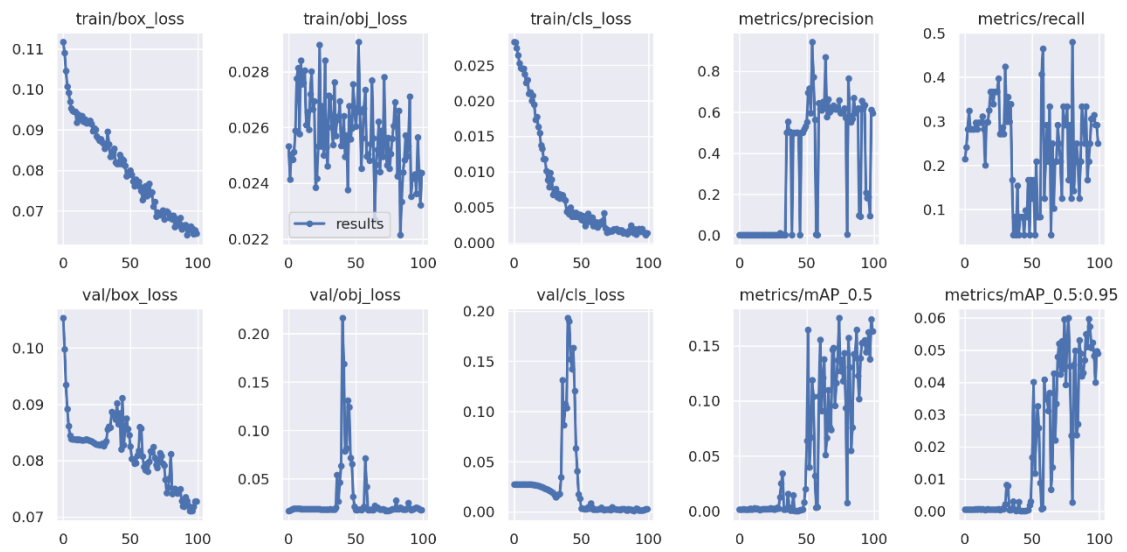 train/box_loss
0.11
0.10
0.09
0.08
0.07
0 50 100
train/obj_loss
0.028
0.026
0.024
0.022
results
0 50 100
train/cls_loss
0.025
0.020
0.015
0.010
0.005
0.000
0 50 100
metrics/precision
0.8
0.6
0.4
0.2
0.0
0 50 100
metrics/recall
0.5
0.4
0.3
0.2
0.1
0 50 100
val/box_loss
0.10
0.09
0.08
0.07
0 50 100
val/obj_loss
0.20
0.15
0.10
0.05
0 50 100
val/cls_loss
0.20
0.15
0.10
0.05
0.00
0 50 100
metrics/mAP_0.5
0.15
0.10
0.05
0.00
0 50 100
metrics/mAP_0.5:0.95
0.06
0.05
0.04
0.03
0.02
0.01
0.00
0 50 100